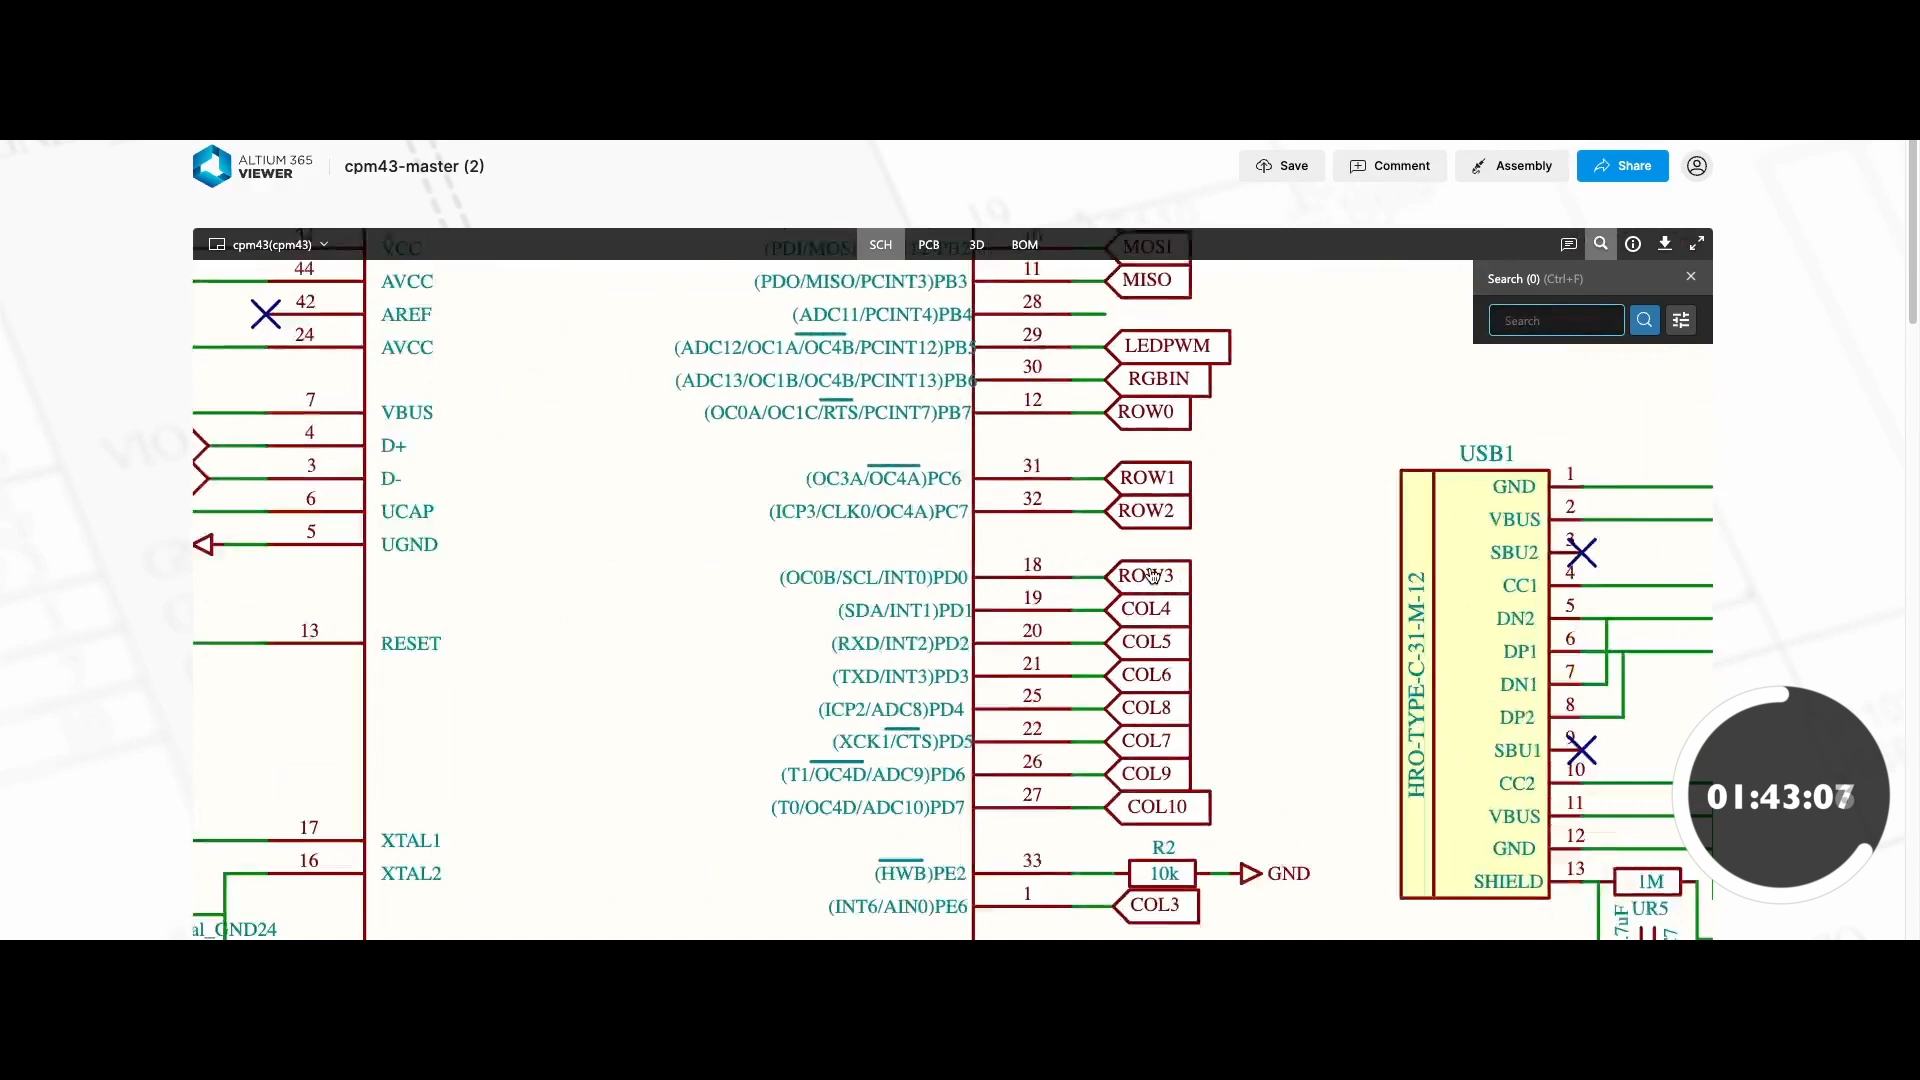 ALTIUM 365
VIEWER
cpm43-master (2)
Save
Comment
Assembly
Share
cpm43(cpm43)
SCH
PCB
3D
BOM
Search (0) (Ctrl+F)
Search
VCC
MOSI
44
AVCC
42
AREF
24
AVCC
7
VBUS
4
D+
3
D-
6
UCAP
5
UGND
13
RESET
17
XTAL1
16
XTAL2
(PDO/MISO/PCINT3)PB3
11
MISO
(ADC11/PCINT4)PB4
28
(ADC12/OC1A/OC4B/PCINT12)PB5
29
LEDPWM
(ADC13/OC1B/OC4B/PCINT13)PB6
30
RGBIN
(OC0A/OC1C/RTS/PCINT7)PB7
12
ROW0
(OC3A/OC4A)PC6
31
ROW1
(ICP3/CLK0/OC4A)PC7
32
ROW2
(OC0B/SCL/INT0)PD0
18
ROW3
(SDA/INT1)PD1
19
COL4
(RXD/INT2)PD2
20
COL5
(TXD/INT3)PD3
21
COL6
(ICP2/ADC8)PD4
25
COL8
(XCK1/CTS)PD5
22
COL7
(T1/OC4D/ADC9)PD6
26
COL9
(T0/OC4D/ADC10)PD7
27
COL10
(HWB)PE2
33
R2
10k
GND
(INT6/AIN0)PE6
1
COL3
USB1
HRO-TYPE-C-31-M-12
GND
1
VBUS
2
SBU2
3
CC1
4
DN2
5
DP1
6
DN1
7
DP2
8
SBU1
9
CC2
10
VBUS
11
GND
12
SHIELD
13
1M
UR5
.7uF
01:43:07